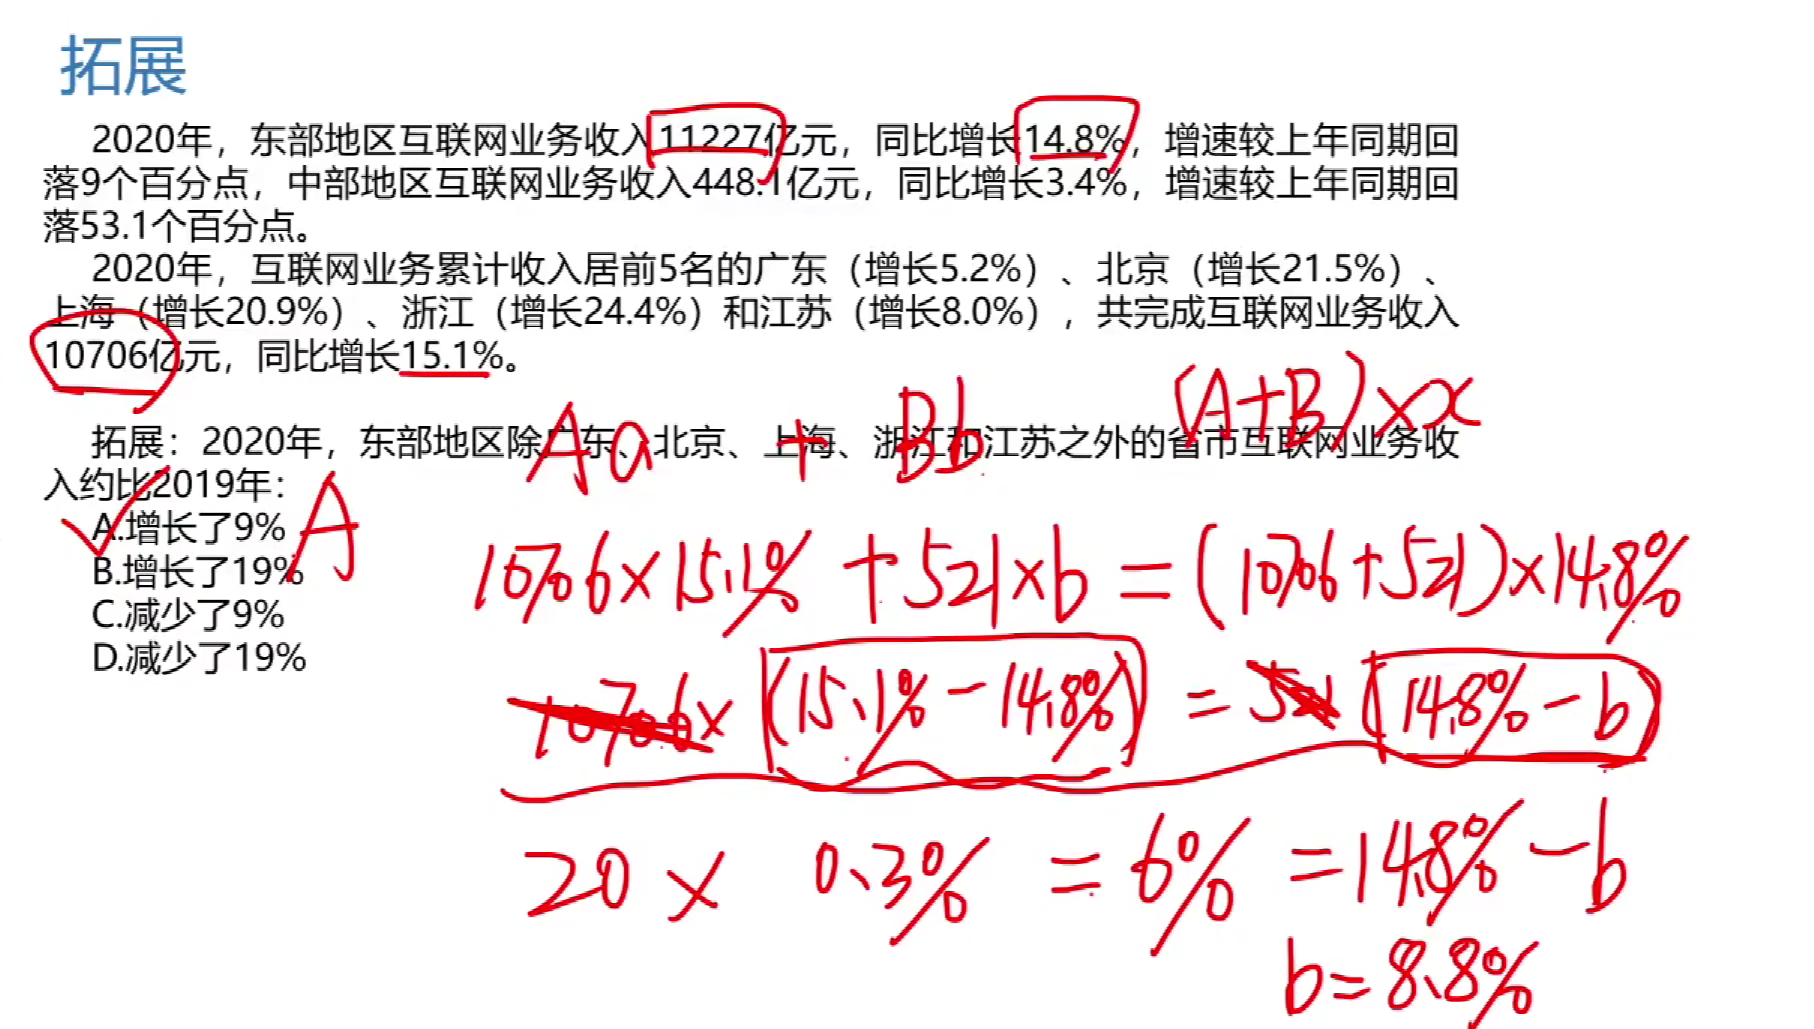 拓展
2020年，东部地区互联网业务收入11227亿元，同比增长14.8%，增速较上年同期回
落9个百分点，中部地区互联网业务收入448.1亿元，同比增长3.4%，增速较上年同期回
落53.1个百分点。
2020年，互联网业务累计收入居前5名的广东（增长5.2%）、北京（增长21.5%）、
上海（增长20.9%）、浙江（增长24.4%）和江苏（增长8.0%），共完成互联网业务收入
10706亿元，同比增长15.1%。
Aa + Bb (A+B)×x
拓展：2020年，东部地区除广东、北京、上海、浙江和江苏之外的省市互联网业务收
入约比2019年：
A.增长了9% A
B.增长了19%
C.减少了9%
D.减少了19%
10706×15.1% + 521×b = (10706+521)×14.8%
10706×(15.1%-14.8%) = 521(14.8%-b)
20 × 0.3% = 6% = 14.8%-b
b=8.8%